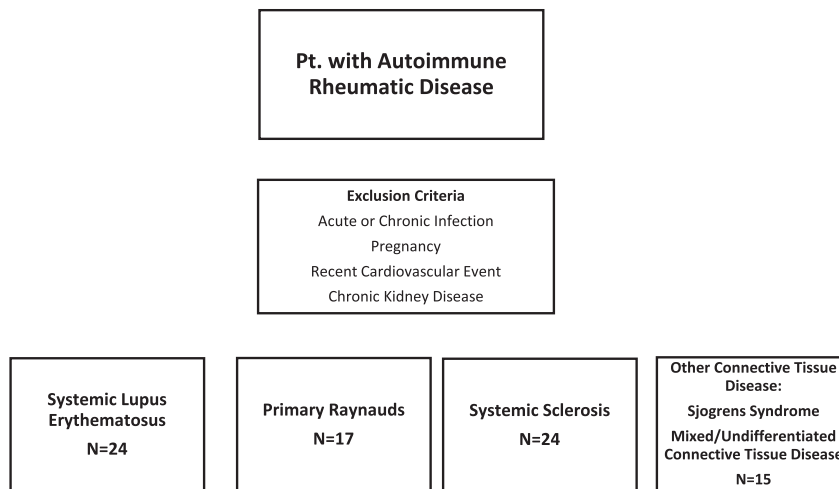 Pt. with Autoimmune
Rheumatic Disease
Exclusion Criteria
Acute or Chronic Infection
Pregnancy
Recent Cardiovascular Event
Chronic Kidney Disease
Systemic Lupus
Erythematosus
N=24
Primary Raynauds
N=17
Systemic Sclerosis
N=24
Other Connective Tissue
Disease:
Sjogrens Syndrome
Mixed/Undifferentiated
Connective Tissue Disease
N=15